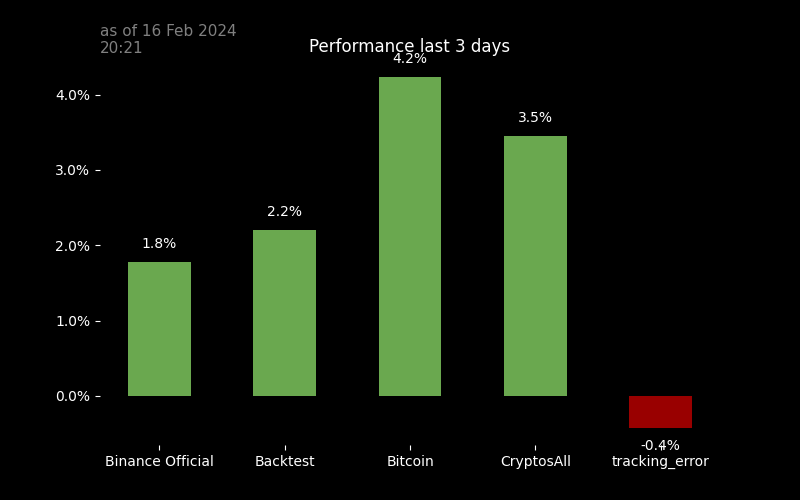 as of 16 Feb 2024
20:21
Performance last 3 days
4.2%
4.0%
3.5%
3.0%
2.2%
2.0%
1.8%
1.0%
0.0%
-0.4%
Binance Official
Backtest
Bitcoin
CryptosAll
tracking_error